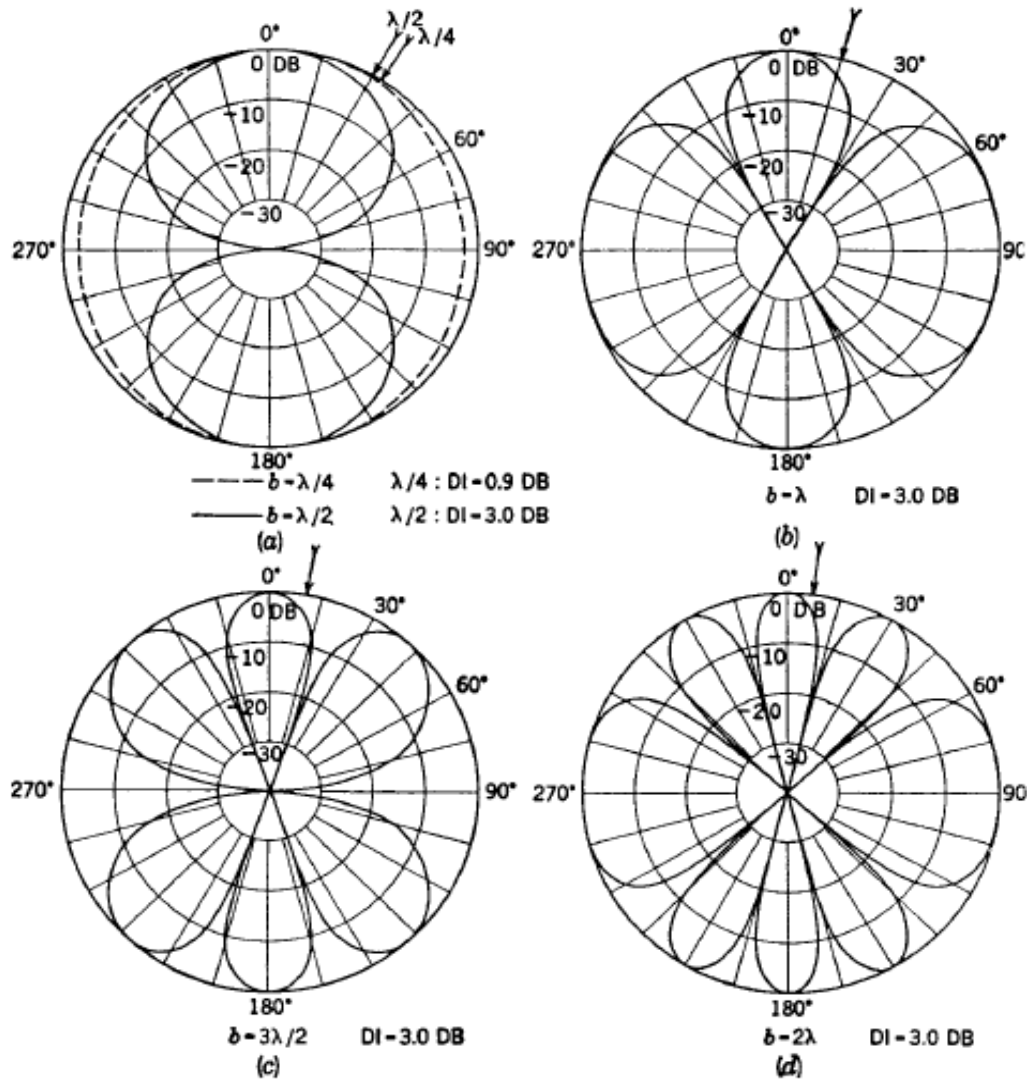 λ/2
λ/4
0°
0 DB
-10
-20
-30
60°
270°
90°
180°
b=λ/4 λ/4 : DI=0.9 DB
b=λ/2 λ/2 : DI=3.0 DB
(a)
Y
0°
0 DB
30°
-10
60°
-20
-30
270°
90
180°
b=λ DI=3.0 DB
(b)
Y
0°
0 DB
30°
-10
60°
-20
-30
270°
90°
180°
b=3λ/2 DI=3.0 DB
(c)
Y
0°
0 DB
30°
-10
60°
-20
-30
270°
90°
180°
b=2λ DI=3.0 DB
(d)